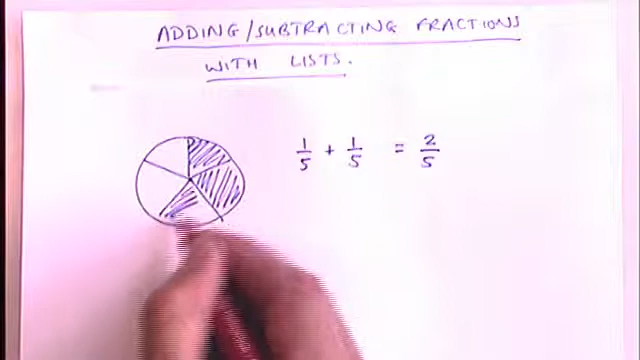 ADDING/SUBTRACTING FRACTIONS
WITH LISTS.
1/5 + 1/5 = 2/5